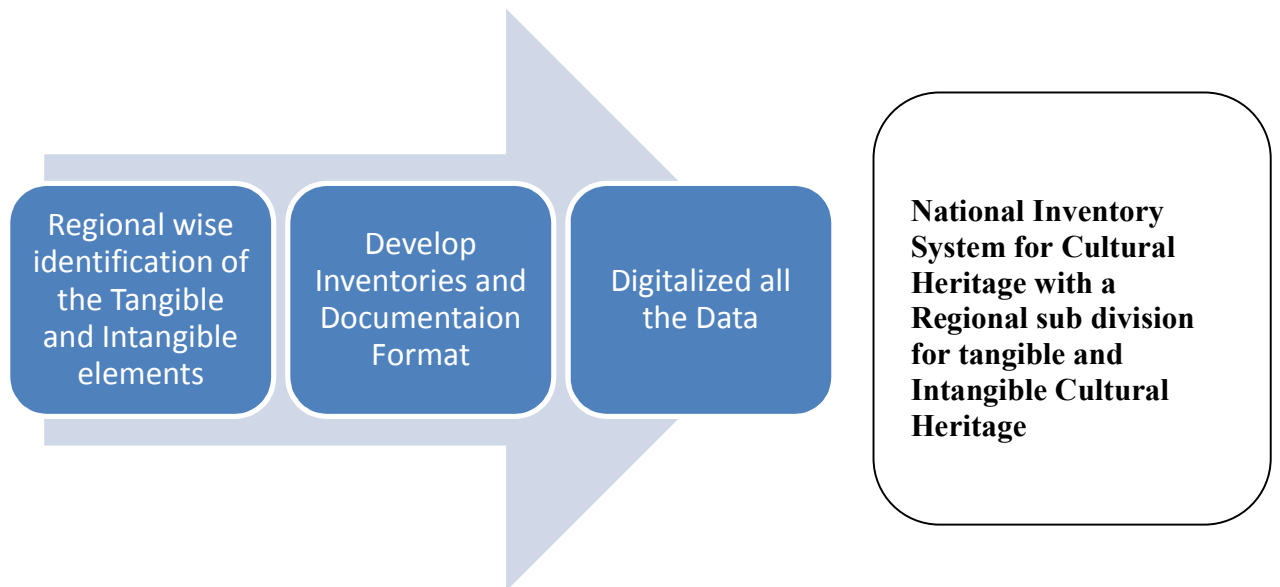 Regional wise
identification of
the Tangible
and Intangible
elements
Develop
Inventories and
Documentaion
Format
Digitalized all
the Data
National Inventory
System for Cultural
Heritage with a
Regional sub division
for tangible and
Intangible Cultural
Heritage